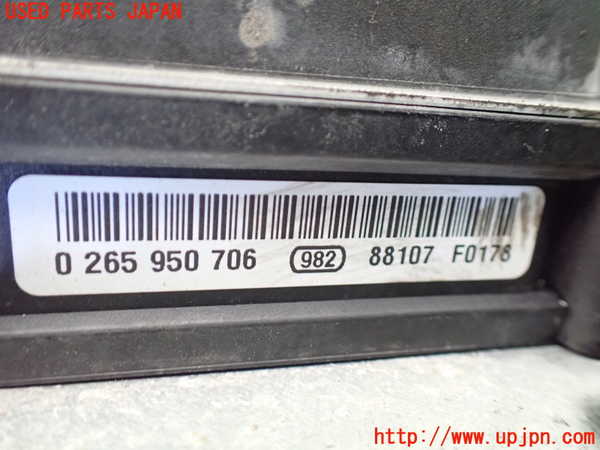 USED PARTS JAPAN
0 265 950 706 982 88107 F0178
http://www.upjpn.com/